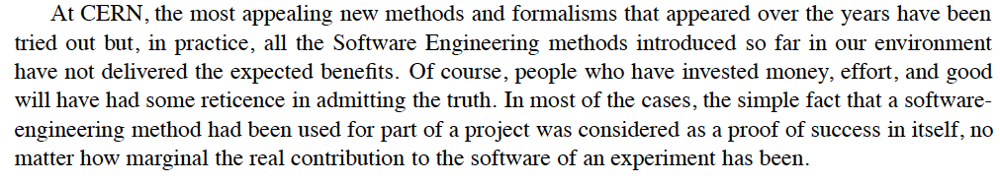 At CERN, the most appealing new methods and formalisms that appeared over the years have been
tried out but, in practice, all the Software Engineering methods introduced so far in our environment
have not delivered the expected benefits. Of course, people who have invested money, effort, and good
will have had some reticence in admitting the truth. In most of the cases, the simple fact that a software-
engineering method had been used for part of a project was considered as a proof of success in itself, no
matter how marginal the real contribution to the software of an experiment has been.